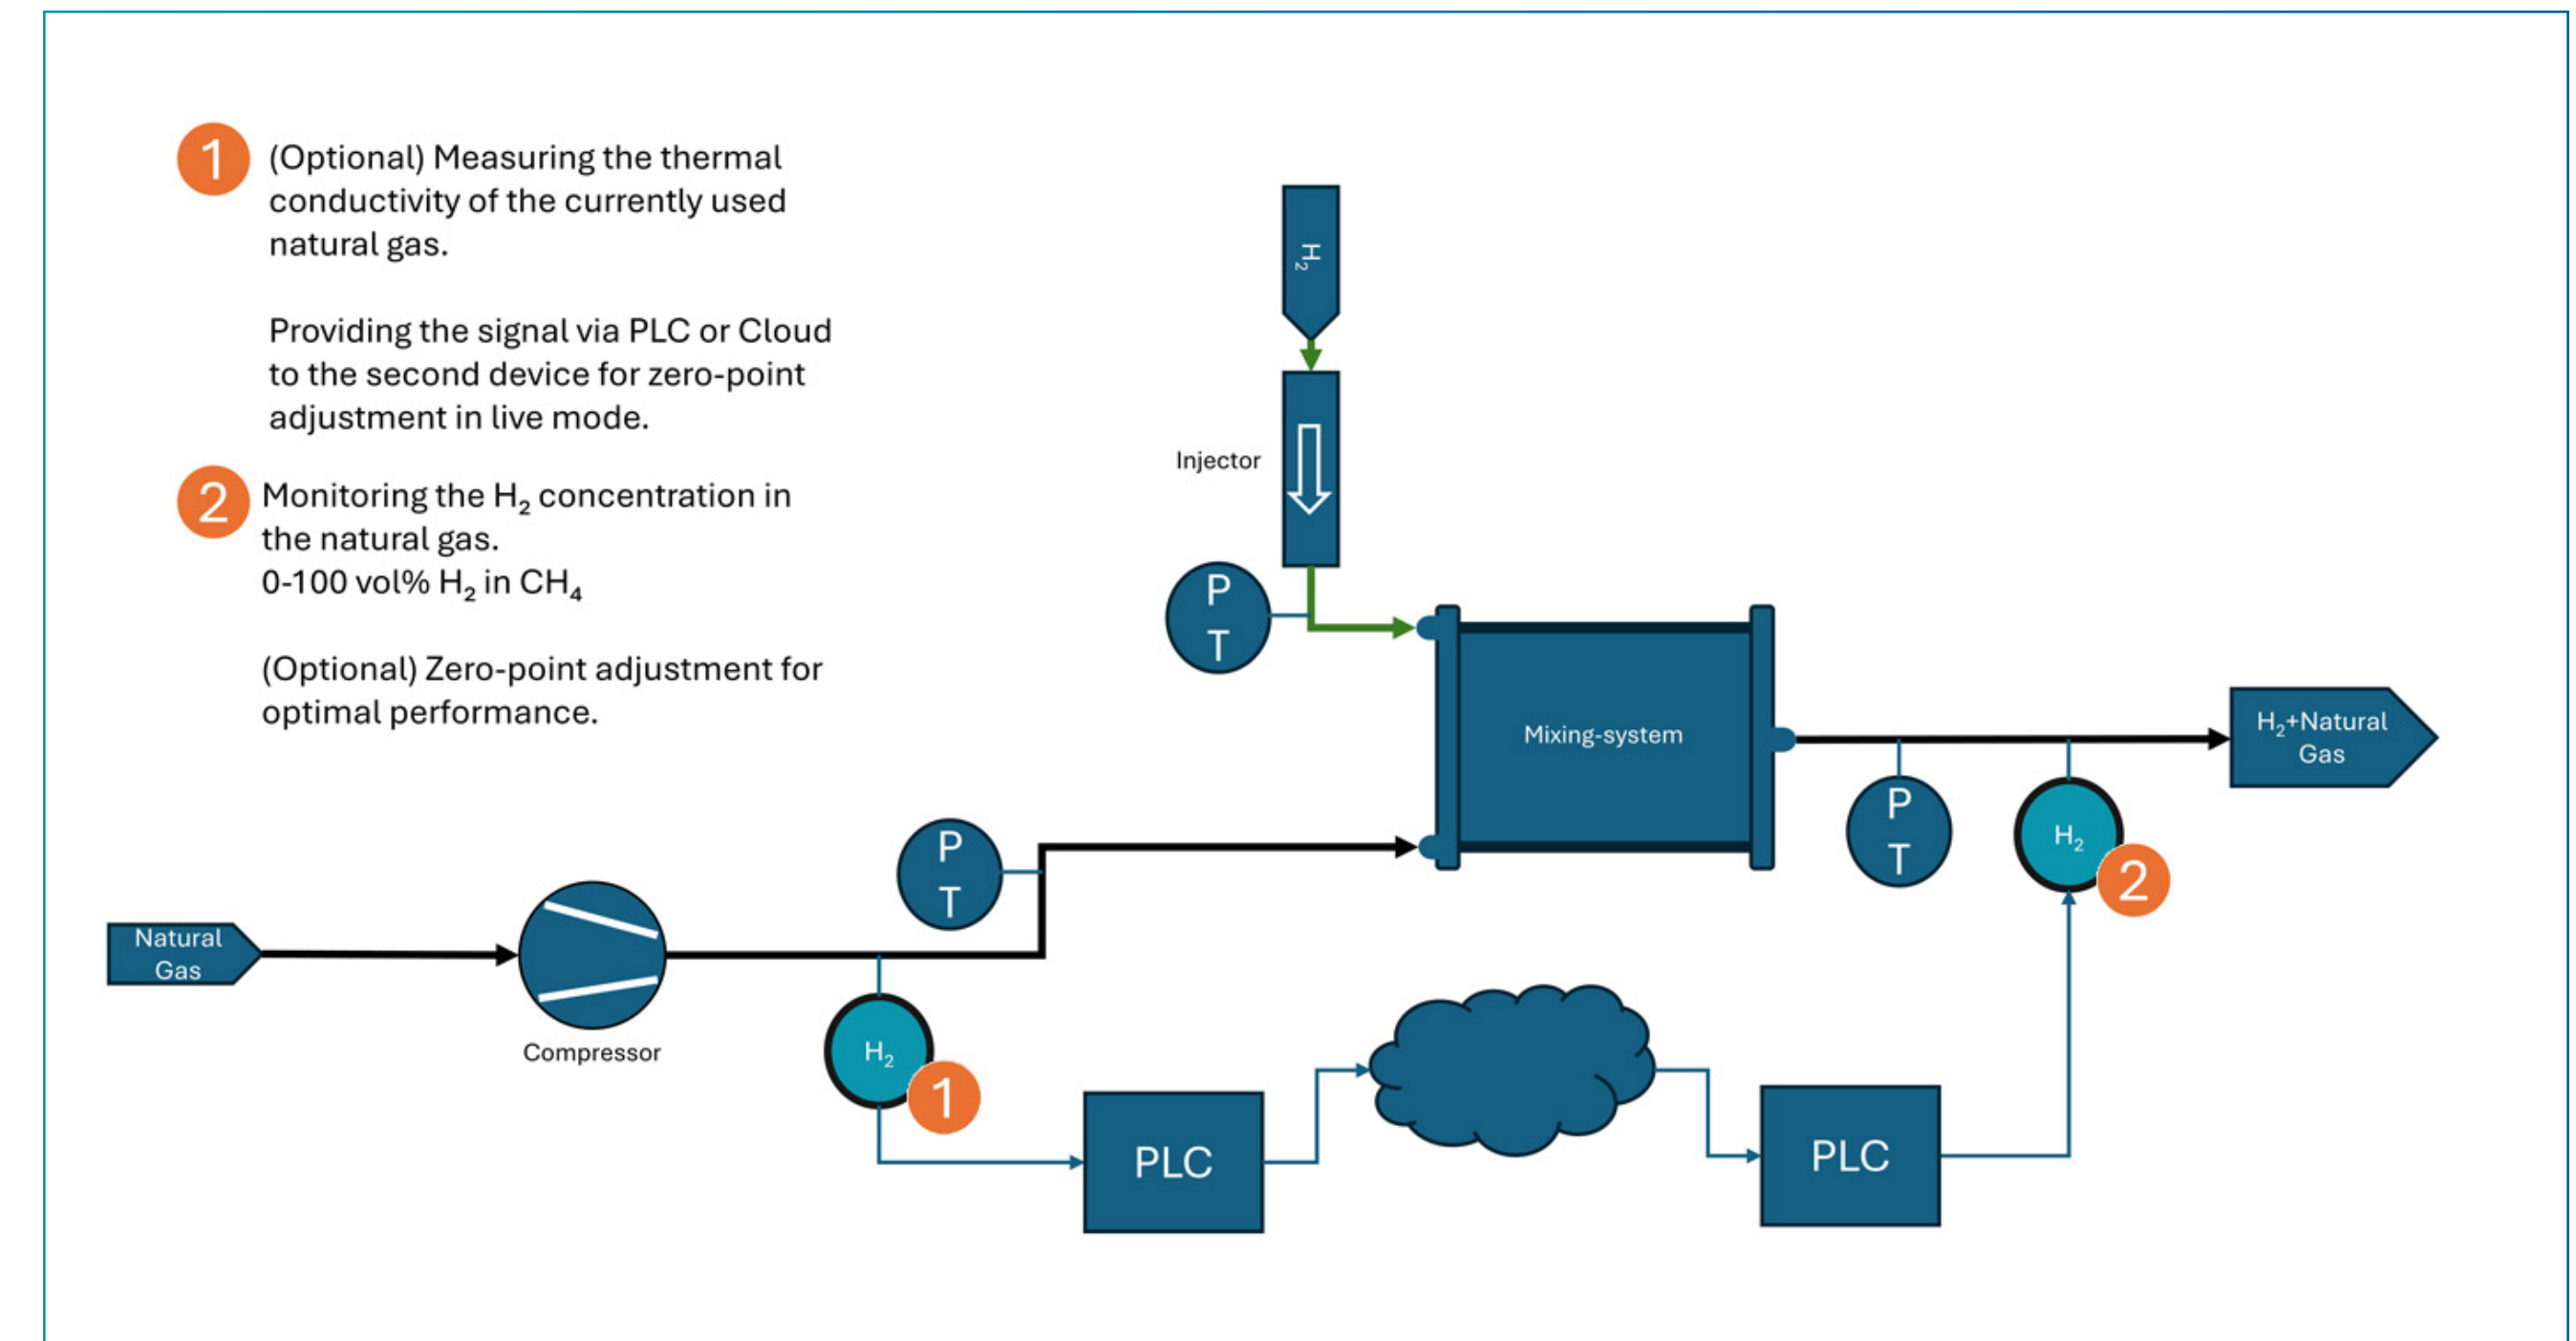 1
(Optional) Measuring the thermal
conductivity of the currently used
natural gas.
Providing the signal via PLC or Cloud
to the second device for zero-point
adjustment in live mode.
2
Monitoring the H₂ concentration in
the natural gas.
0-100 vol% H₂ in CH₄
(Optional) Zero-point adjustment for
optimal performance.
H₂
Injector
P
T
Mixing-system
H₂+Natural
Gas
P
T
H₂
2
P
T
Natural
Gas
Compressor
H₂
1
PLC
PLC